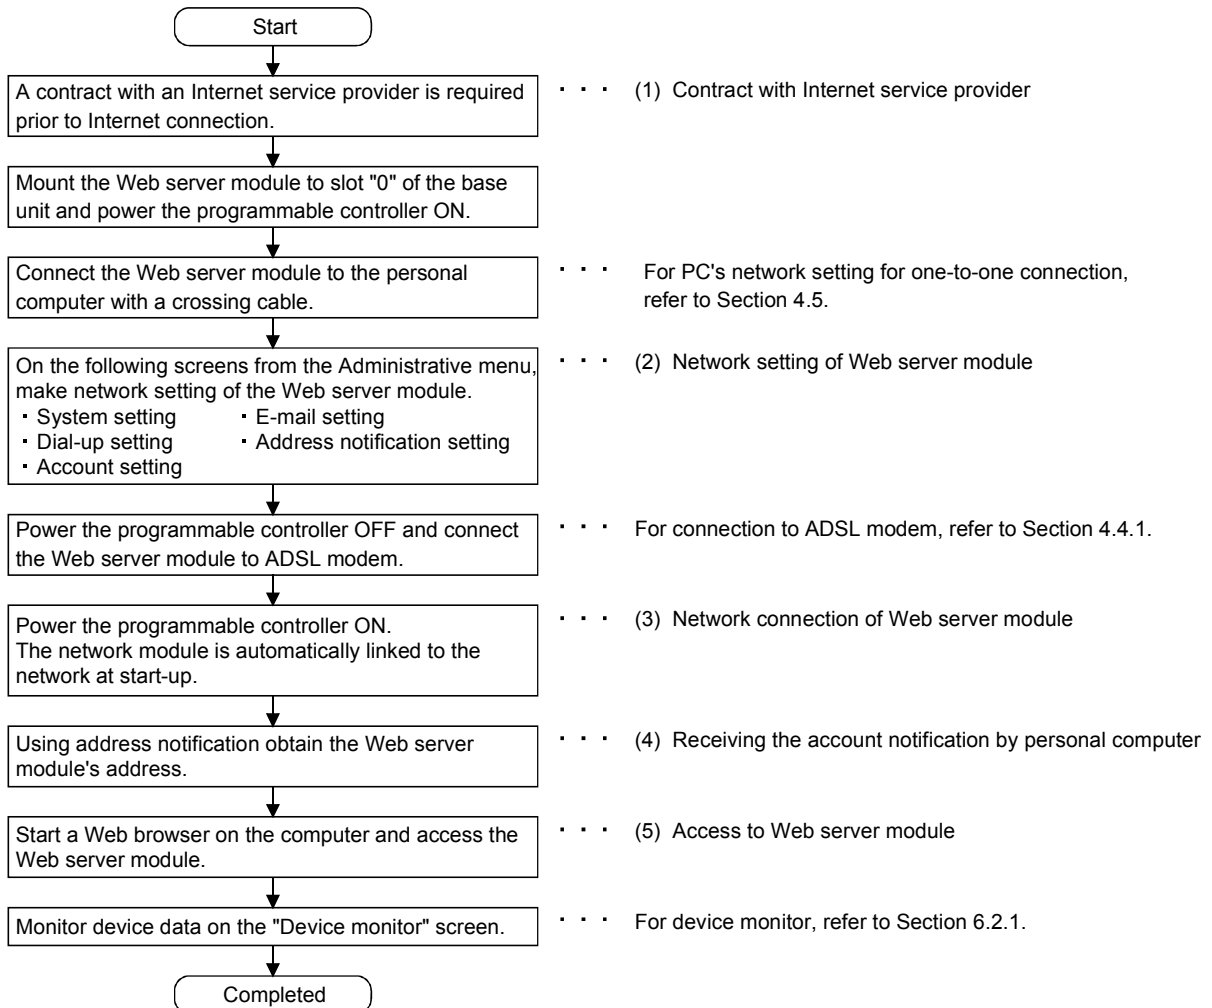 Start
A contract with an Internet service provider is required
prior to Internet connection.
· · · (1) Contract with Internet service provider
Mount the Web server module to slot "0" of the base
unit and power the programmable controller ON.
Connect the Web server module to the personal
computer with a crossing cable.
· · · For PC's network setting for one-to-one connection,
refer to Section 4.5.
On the following screens from the Administrative menu,
make network setting of the Web server module.
· System setting · E-mail setting
· Dial-up setting · Address notification setting
· Account setting
· · · (2) Network setting of Web server module
Power the programmable controller OFF and connect
the Web server module to ADSL modem.
· · · For connection to ADSL modem, refer to Section 4.4.1.
Power the programmable controller ON.
The network module is automatically linked to the
network at start-up.
· · · (3) Network connection of Web server module
Using address notification obtain the Web server
module's address.
· · · (4) Receiving the account notification by personal computer
Start a Web browser on the computer and access the
Web server module.
· · · (5) Access to Web server module
Monitor device data on the "Device monitor" screen.
· · · For device monitor, refer to Section 6.2.1.
Completed